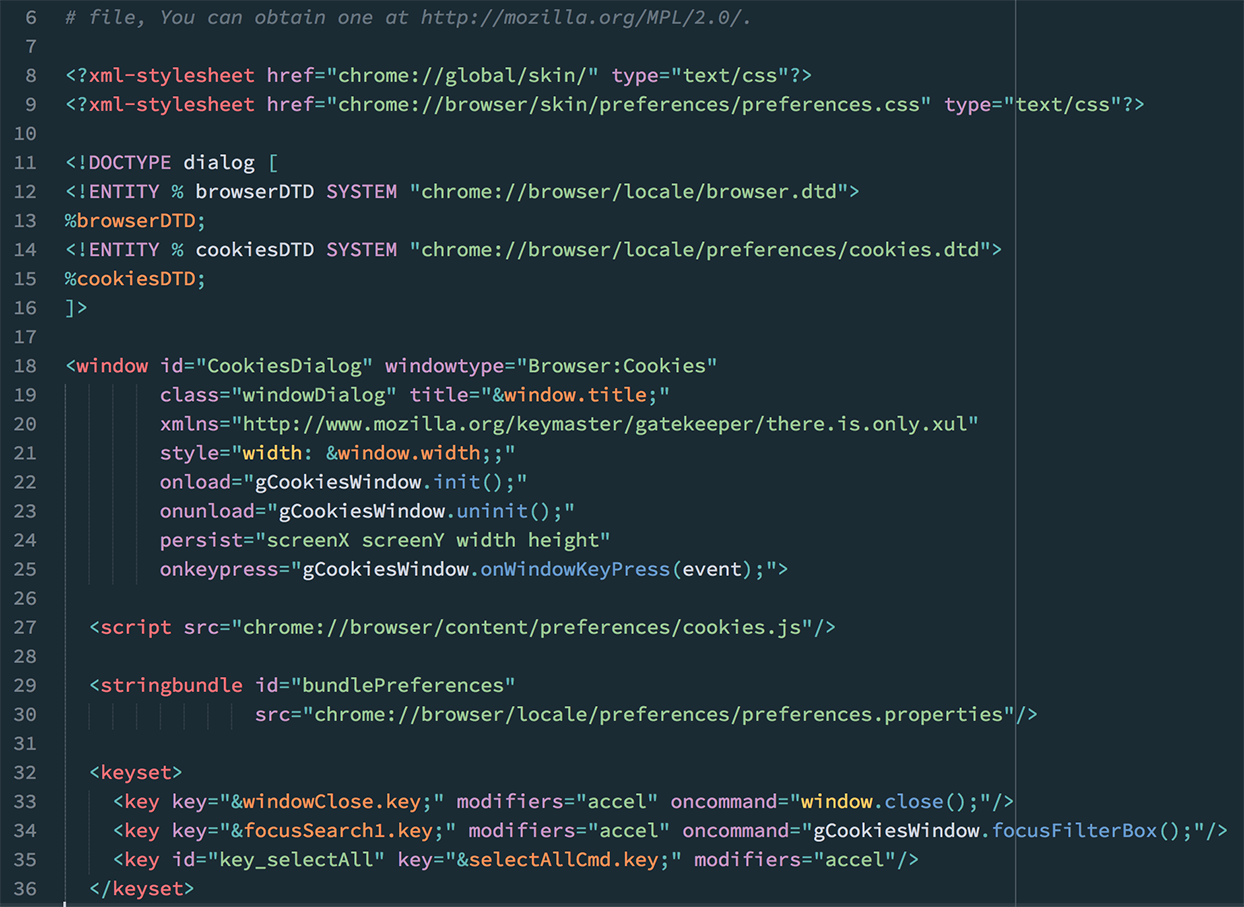 6 # file, You can obtain one at http://mozilla.org/MPL/2.0/.
7
8 <?xml-stylesheet href="chrome://global/skin/" type="text/css"?>
9 <?xml-stylesheet href="chrome://browser/skin/preferences/preferences.css" type="text/css"?>
10
11 <!DOCTYPE dialog [
12 <!ENTITY % browserDTD SYSTEM "chrome://browser/locale/browser.dtd">
13 %browserDTD;
14 <!ENTITY % cookiesDTD SYSTEM "chrome://browser/locale/preferences/cookies.dtd">
15 %cookiesDTD;
16 ]>
17
18 <window id="CookiesDialog" windowtype="Browser:Cookies"
19         class="windowDialog" title="&window.title;"
20         xmlns="http://www.mozilla.org/keymaster/gatekeeper/there.is.only.xul"
21         style="width: &window.width;;"
22         onload="gCookiesWindow.init();"
23         onunload="gCookiesWindow.uninit();"
24         persist="screenX screenY width height"
25         onkeypress="gCookiesWindow.onWindowKeyPress(event);">
26
27   <script src="chrome://browser/content/preferences/cookies.js"/>
28
29   <stringbundle id="bundlePreferences"
30                 src="chrome://browser/locale/preferences/preferences.properties"/>
31
32   <keyset>
33     <key key="&windowClose.key;" modifiers="accel" oncommand="window.close();"/>
34     <key key="&focusSearch1.key;" modifiers="accel" oncommand="gCookiesWindow.focusFilterBox();"/>
35     <key id="key_selectAll" key="&selectAllCmd.key;" modifiers="accel"/>
36   </keyset>